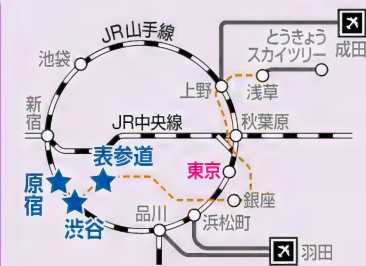 JR山手線
とうきょう
スカイツリー
成田
池袋
上野
浅草
新宿
JR中央線
秋葉原
表参道
東京
原宿
渋谷
銀座
品川
浜松町
羽田